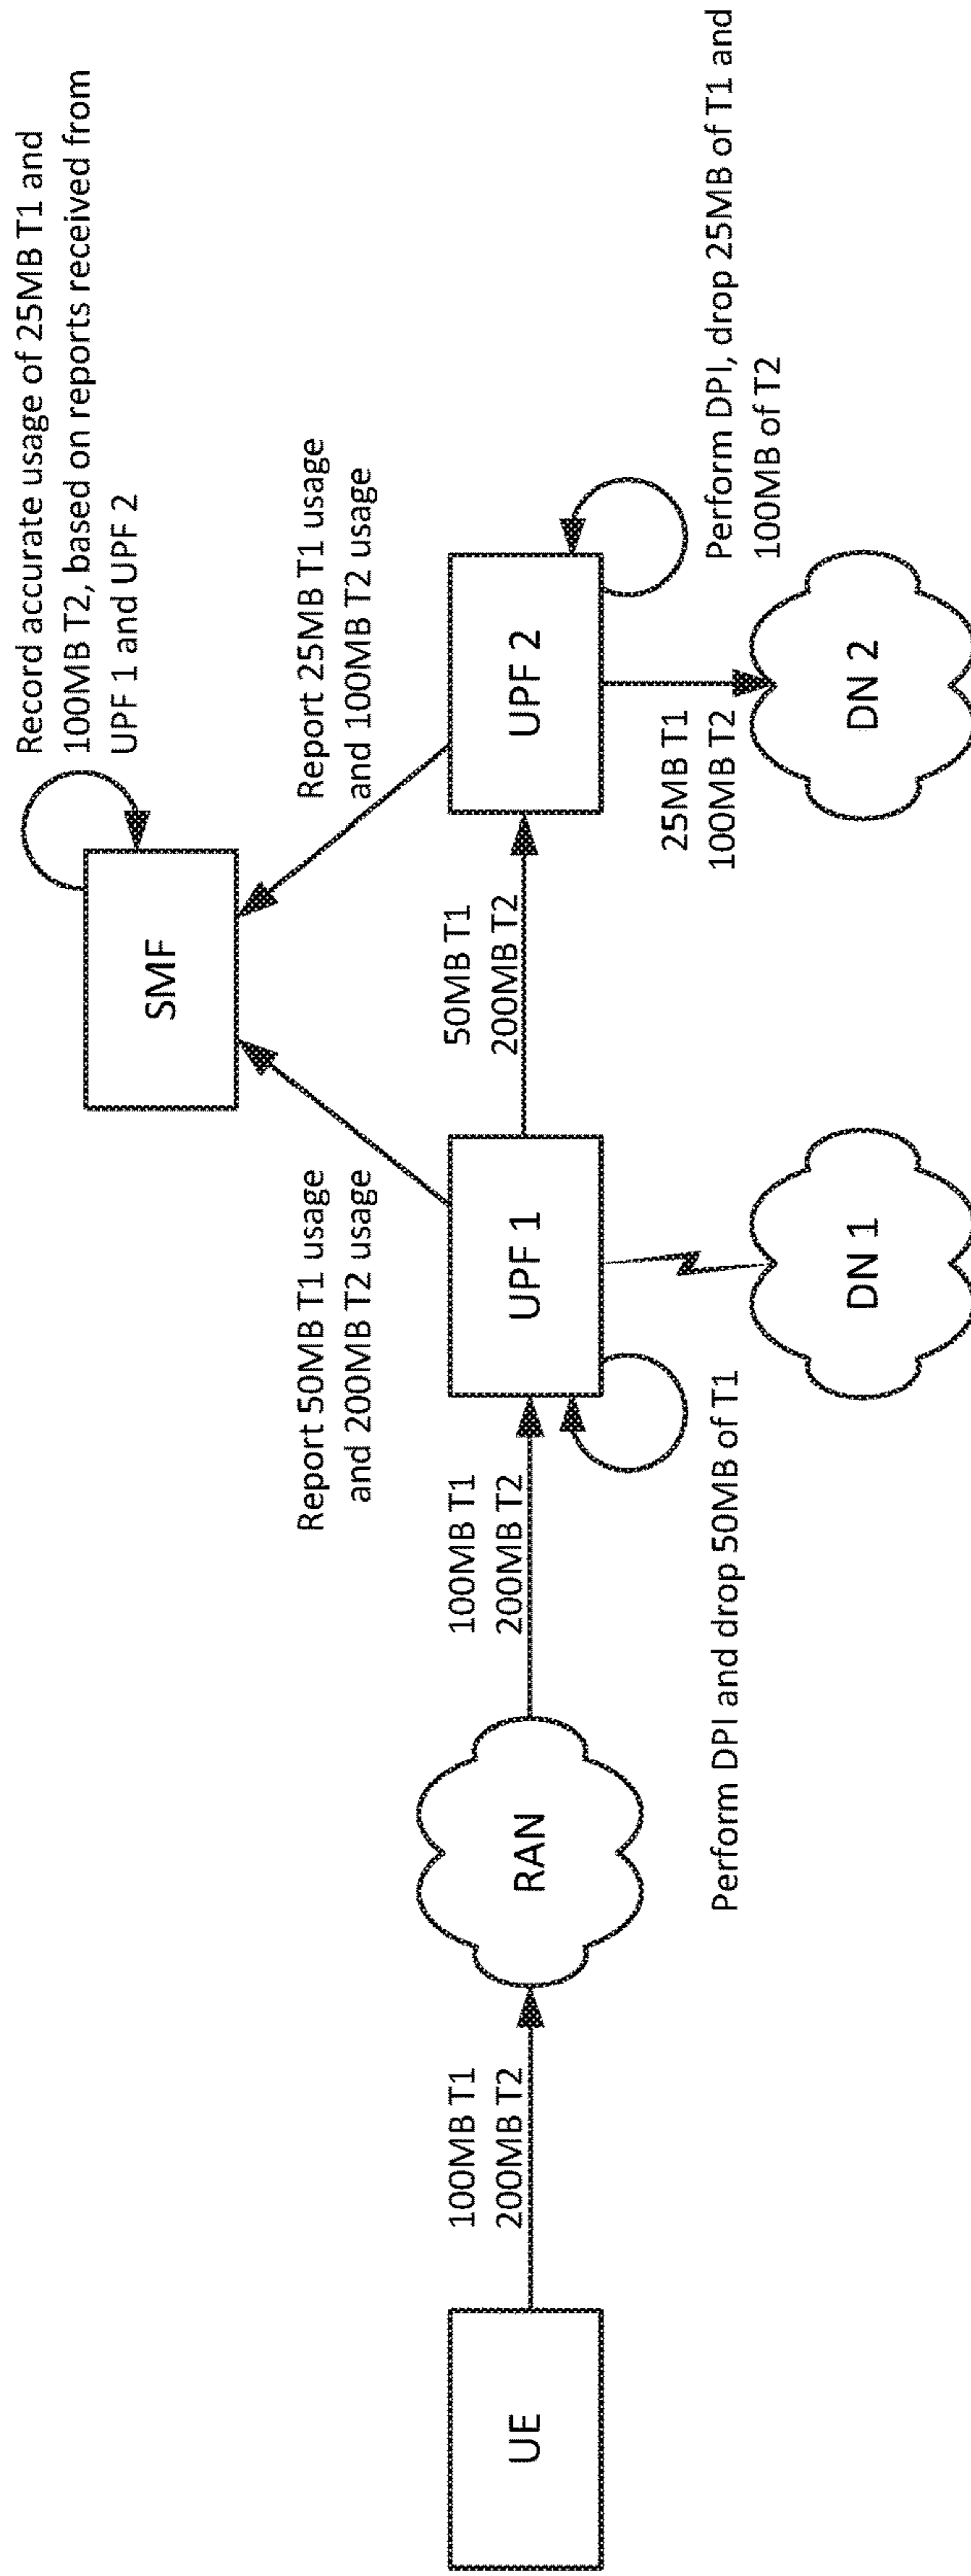 Record accurate usage of 25MB T1 and
100MB T2, based on reports received from
UPF 1 and UPF 2
SMF
Report 50MB T1 usage
and 200MB T2 usage
Report 25MB T1 usage
and 100MB T2 usage
UE
100MB T1
200MB T2
RAN
100MB T1
200MB T2
UPF 1
50MB T1
200MB T2
UPF 2
Perform DPI and drop 50MB of T1
DN 1
25MB T1
100MB T2
DN 2
Perform DPI, drop 25MB of T1 and
100MB of T2